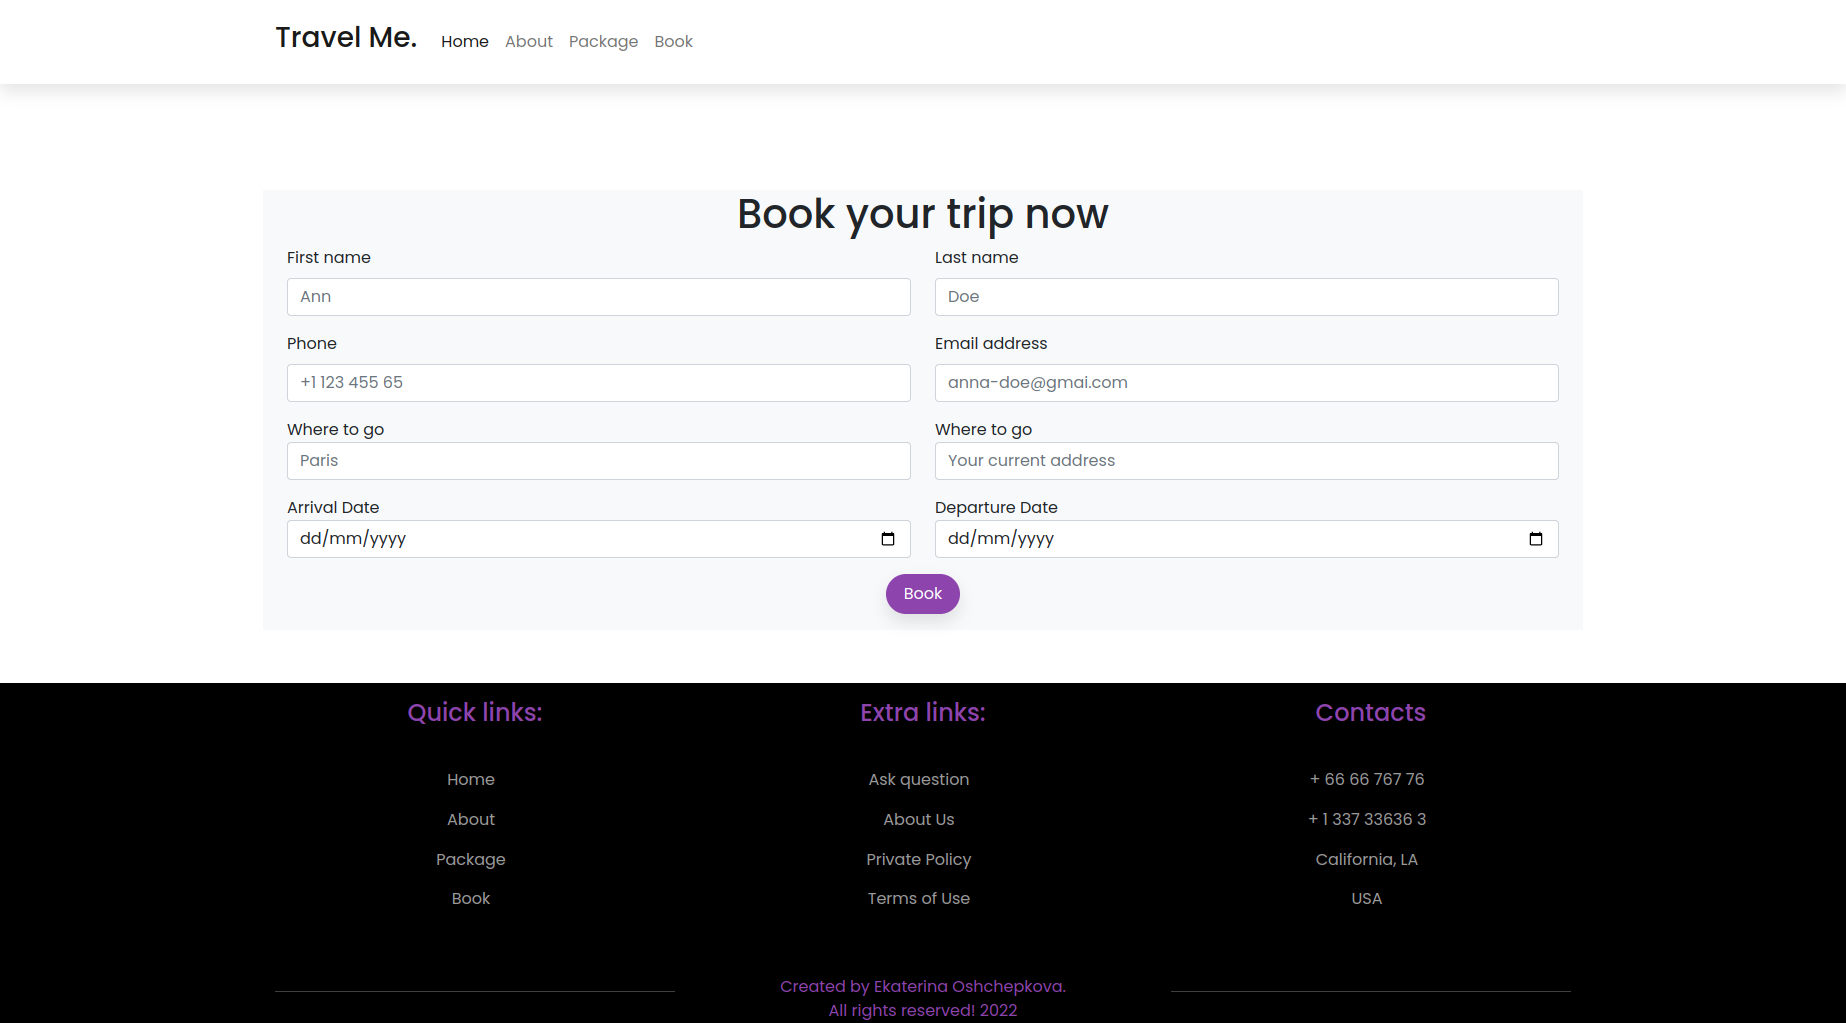 Travel Me. Home About Package Book
Book your trip now
First name Last name
Ann Doe
Phone Email address
+1 123 455 65 anna-doe@gmai.com
Where to go Where to go
Paris Your current address
Arrival Date Departure Date
dd/mm/yyyy dd/mm/yyyy
Book
Quick links: Extra links: Contacts
Home Ask question + 66 66 767 76
About About Us + 1 337 33636 3
Package Private Policy California, LA
Book Terms of Use USA
Created by Ekaterina Oshchepkova.
All rights reserved! 2022